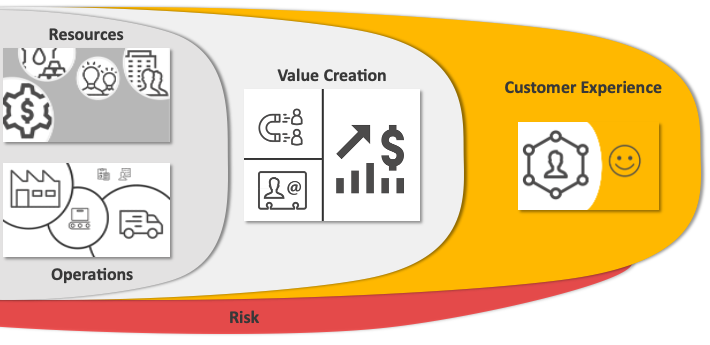 Resources
Value Creation
Customer Experience
$
@
$
Operations
Risk